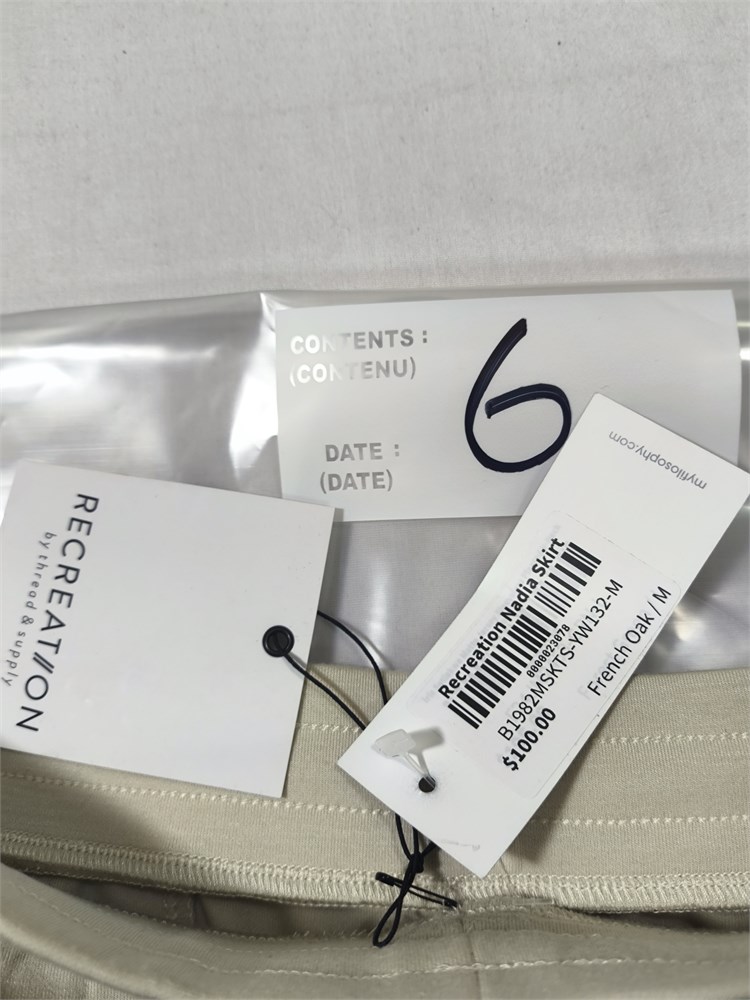 CONTENTS :
(CONTENU)
6
DATE :
(DATE)
RECREAT//ON
by thread & supply
myfilosophy.com
Recreation Nadia Skirt
0000023078
B1982MSKTS-YW132-M
$100.00
French Oak / M